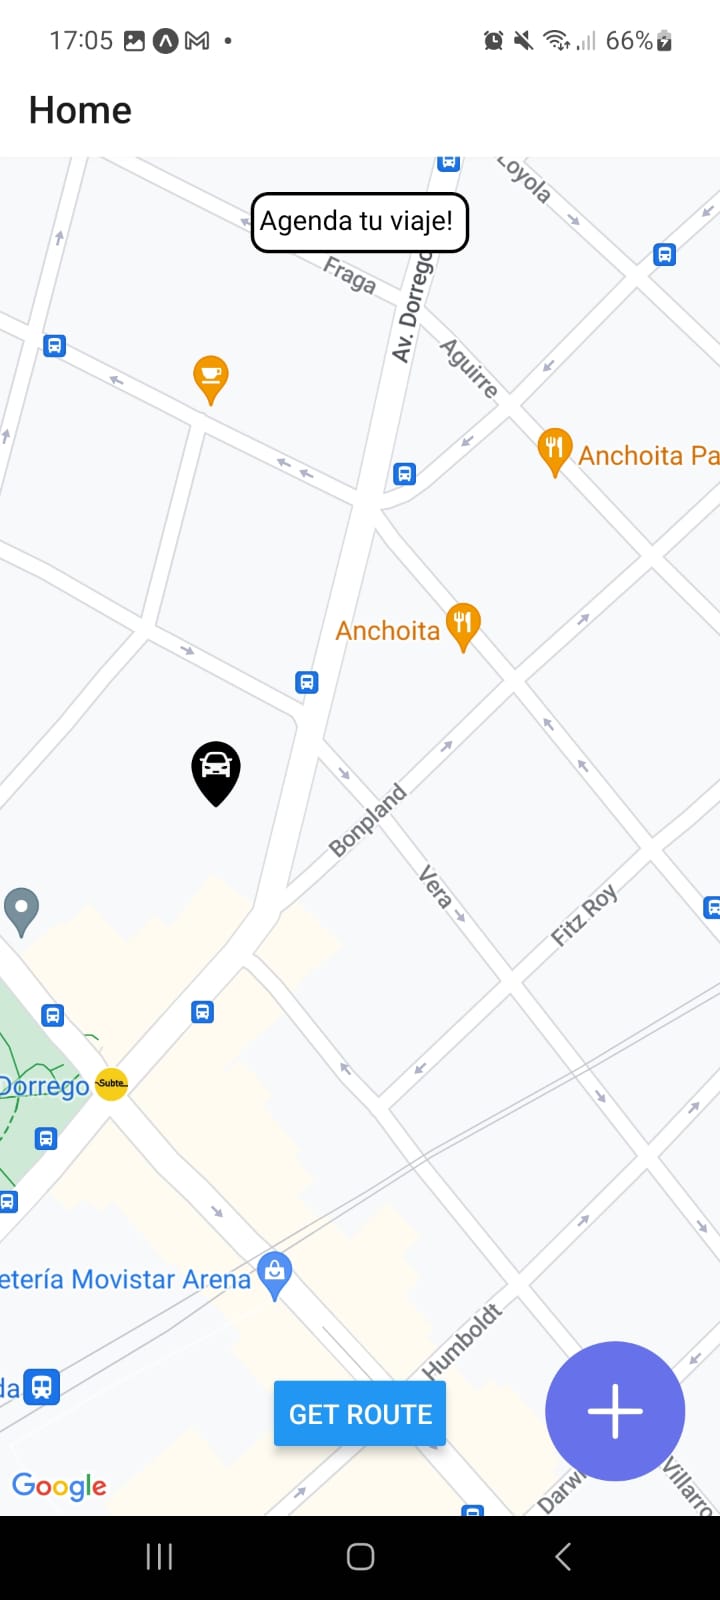 17:05
66%
Home
Loyola
Agenda tu viaje!
Fraga
Av. Dorrego
Aguirre
Anchoita Pa
Anchoita
Bonpland
Vera
Fitz Roy
Dorrego
Subte
etería Movistar Arena
Humboldt
da
GET ROUTE
Google
Darwi
Villarro